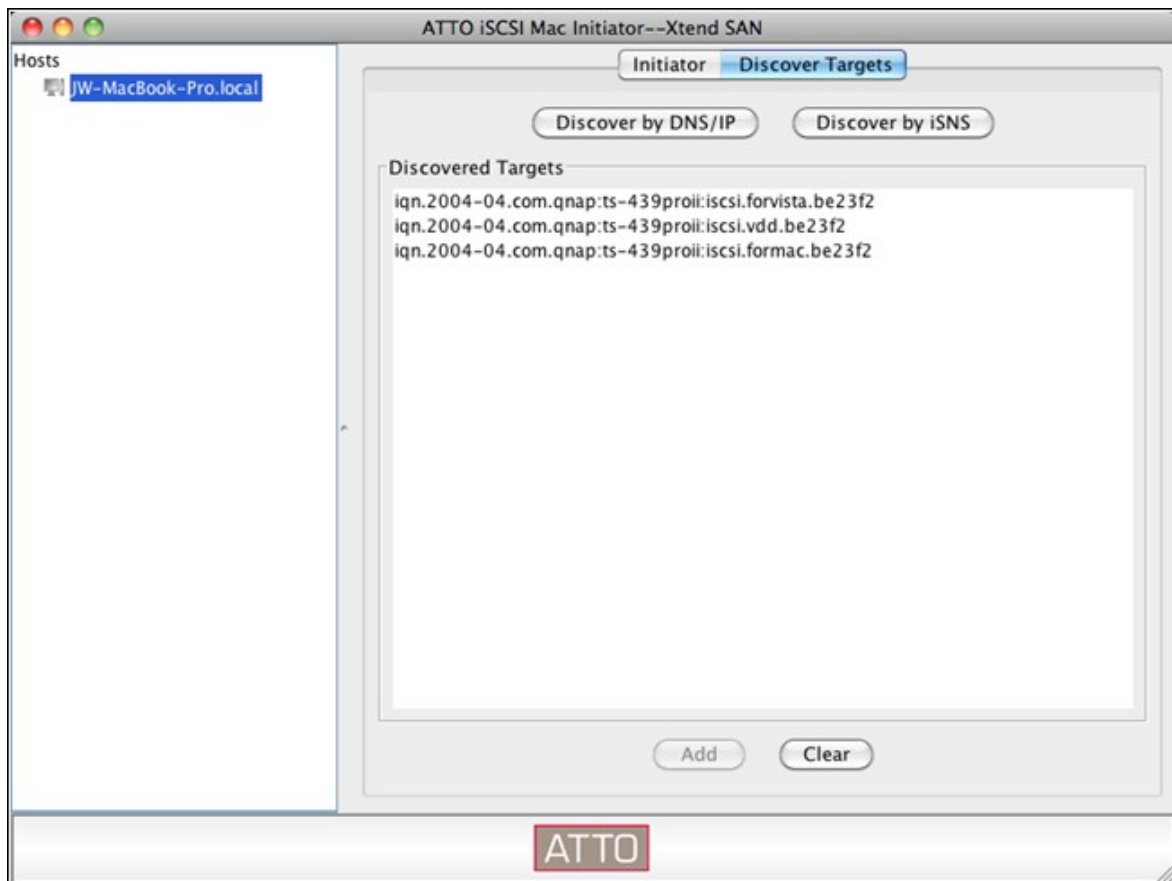 ATTO iSCSI Mac Initiator--Xtend SAN
Hosts
JW-MacBook-Pro.local
Initiator
Discover Targets
Discover by DNS/IP
Discover by iSNS
Discovered Targets
iqn.2004-04.com.qnap:ts-439proii:iscsi.forvista.be23f2
iqn.2004-04.com.qnap:ts-439proii:iscsi.vdd.be23f2
iqn.2004-04.com.qnap:ts-439proii:iscsi.formac.be23f2
Add
Clear
ATTO